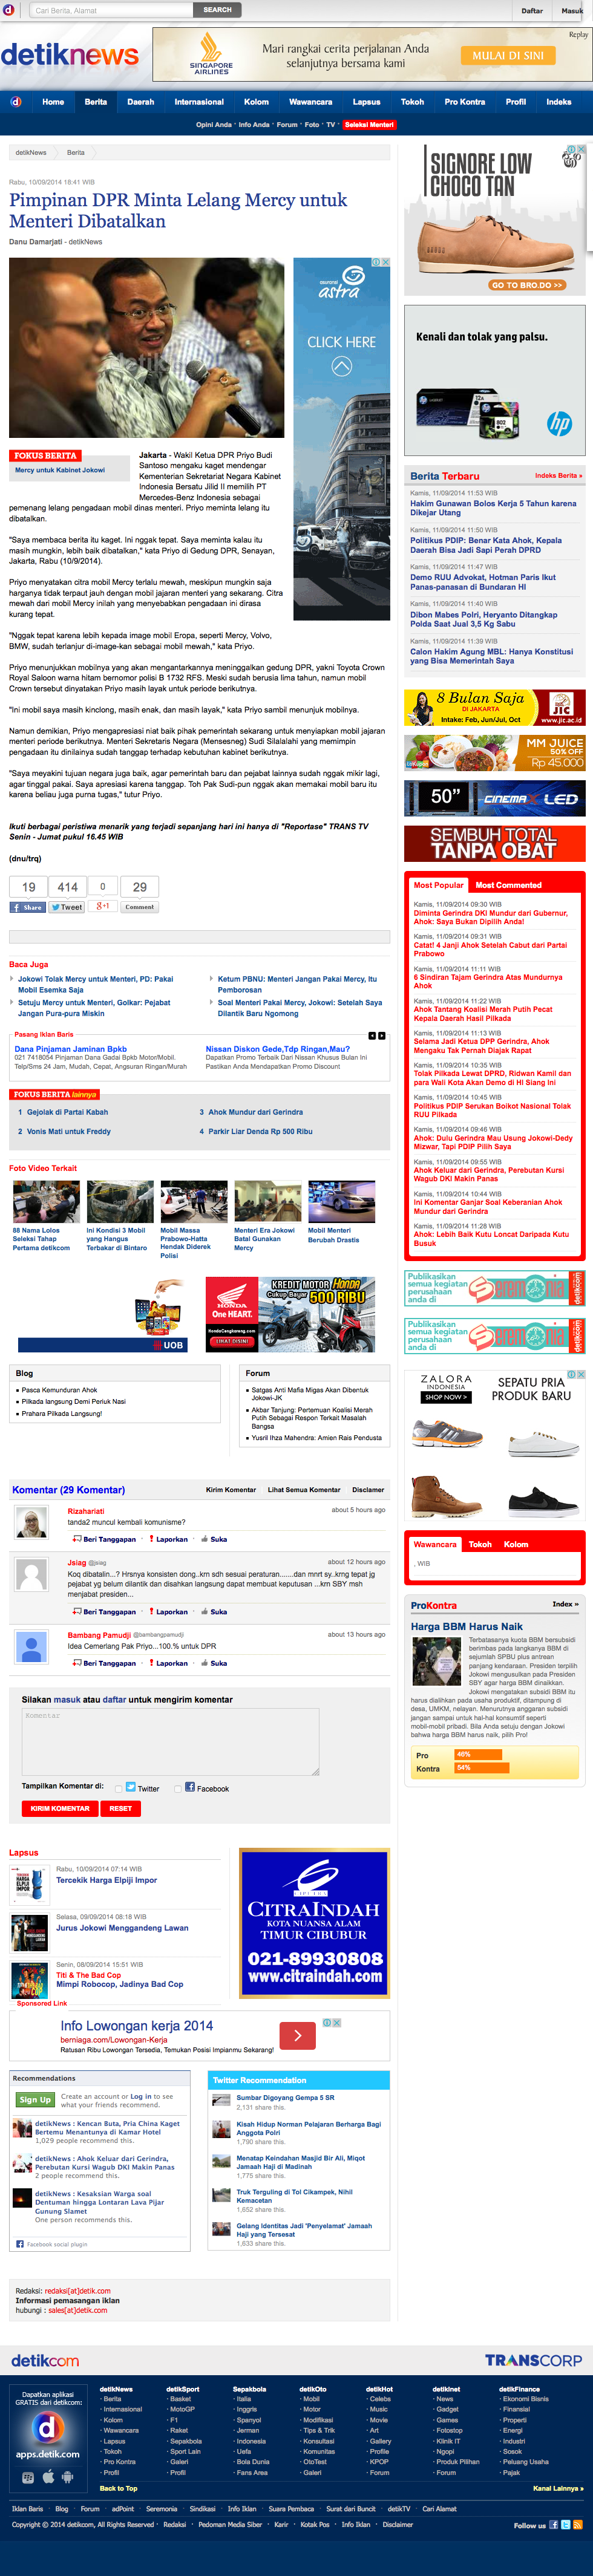 Cari Berita, Alamat
SEARCH
Daftar
Masuk
detiknews
SINGAPORE AIRLINES
Mari rangkai cerita perjalanan Anda
selanjutnya bersama kami
MULAI DI SINI
Replay
Home
Berita
Daerah
Internasional
Kolom
Wawancara
Lapsus
Tokoh
Pro Kontra
Profil
Indeks
Opini Anda · Info Anda · Forum · Foto · TV · Seleksi Menteri
detikNews
Berita
Rabu, 10/09/2014 18:41 WIB
Pimpinan DPR Minta Lelang Mercy untuk
Menteri Dibatalkan
Danu Damarjati - detikNews
astra
CLICK HERE
FOKUS BERITA
Mercy untuk Kabinet Jokowi
Jakarta - Wakil Ketua DPR Priyo Budi
Santoso mengaku kaget mendengar
Kementerian Sekretariat Negara Kabinet
Indonesia Bersatu Jilid II memilih PT
Mercedes-Benz Indonesia sebagai
pemenang lelang pengadaan mobil dinas menteri. Priyo meminta lelang itu
dibatalkan.
"Saya membaca berita itu kaget. Ini nggak tepat. Saya meminta kalau itu
masih mungkin, lebih baik dibatalkan," kata Priyo di Gedung DPR, Senayan,
Jakarta, Rabu (10/9/2014).
Priyo menyatakan citra mobil Mercy terlalu mewah, meskipun mungkin saja
harganya tidak terpaut jauh dengan mobil jajaran menteri yang sekarang. Citra
mewah dari mobil Mercy inilah yang menyebabkan pengadaan ini dirasa
kurang tepat.
"Nggak tepat karena lebih kepada image mobil Eropa, seperti Mercy, Volvo,
BMW, sudah terlanjur di-image-kan sebagai mobil mewah," kata Priyo.
Priyo menunjukkan mobilnya yang akan mengantarkannya menggalkan gedung DPR, yakni Toyota Crown
Royal Saloon warna hitam bernomor polisi B 1732 RFS. Meski sudah berusia lima tahun, namun mobil
Crown tersebut dinyatakan Priyo masih layak untuk periode berikutnya.
"Ini mobil saya masih kinclong, masih enak, dan masih layak," kata Priyo sambil menunjuk mobilnya.
Namun demikian, Priyo mengapresiasi niat baik pihak pemerintah sekarang untuk menyiapkan mobil ajaran
menteri periode berikutnya. Menteri Sekretaris Negara (Mensesneg) Sudi Silalahi yang memimpin
pengadaan itu dinilainya sudah tanggap terhadap kebutuhan kabinet berikutnya.
"Saya meyakini tujuan negara juga baik, agar pemerintah baru dan pejabat lainnya bahkan agar nggak mikir lagi,
agar tinggal pakai saja. Saya apresiasi karena tanggap. Toh Pak Sudi-pun nggak akan memakai mobil baru itu
karena beliau juga purna tugas," tutur Priyo.
Ikuti berbagai peristiwa menarik yang terjadi sepanjang hari ini hanya di "Reportase" TRANS TV
Senin - Jumat pukul 16.45 WIB
(dnu/trq)
19
414
0
29
Share
Tweet
+1
Comment
Baca Juga
Jokowi Tolak Mercy untuk Menteri, PD: Pakai
Mobil Esemka Saja
Setuju Mercy untuk Menteri, Golkar: Pejabat
Jangan Pura-pura Miskin
Ketum PBNU: Menteri Jangan Pakai Mercy, Itu
Pemborosan
Soal Menteri Pakai Mercy, Jokowi: Setelah Saya
Dilantik Baru Ngomong
Pasang Iklan Baris
Dana Pinjaman Jaminan Bpkb
021 7418054 Pinjaman Dana Gadai Bpkb Motor/Mobil.
Telp/Sms 24 Jam, Mudah, Cepat, Angsuran Ringan/Murah
Nissan Diskon Gede,Tdp Ringan,Mau?
Dapatkan Promo Terbaik Dari Nissan Khusus Bulan Ini
Pastikan Anda Mendapatkan Promo Discount
FOKUS BERITA lainnya
1 Gejolak di Partai Kabah
2 Vonis Mati untuk Freddy
3 Ahok Mundur dari Gerindra
4 Parkir Liar Denda Rp 500 Ribu
Foto Video Terkait
88 Nama Lolos
Seleksi Tahap
Pertama detikcom
Ini Kondisi 3 Mobil
yang Hangus
Terbakar di Bintaro
Mobil Massa
Prabowo-Hatta
Hendak Diderek
Polisi
Menteri Era Jokowi
Batal Gunakan
Mercy
Mobil Menteri
Berubah Drastis
UOB
HONDA
One HEART.
HondaCengkareng.com
LIHAT DISINI
KREDIT MOTOR Honda
Cukup Bayar 500 RIBU
Blog
Pasca Kemunduran Ahok
Pilkada langsung Demi Periuk Nasi
Prahara Pilkada Langsung!
Forum
Satgas Anti Mafia Migas Akan Dibentuk
Jokowi-JK
Akbar Tanjung: Pertemuan Koalisi Merah
Putih Sebagai Respon Terkait Masalah
Bangsa
Yusril Ihza Mahendra: Amien Rais Pendusta
Komentar (29 Komentar)
Kirim Komentar
Lihat Semua Komentar
Disclamer
Rizahariati
about 5 hours ago
tanda2 muncul kembali komunisme?
Beri Tanggapan · Laporkan · Suka
Jsiag @jsiag
about 12 hours ago
Koq dibatalin...? Hrsnya konsisten dong..krn sdh sesuai peraturan.......dan mnrt sy..krng tepat jg
pejabat yg belum dilantik dan disahkan langsung dapat membuat keputusan ...krn SBY msh
menjabat presiden...
Beri Tanggapan · Laporkan · Suka
Bambang Pamudji @bambangpamudji
about 13 hours ago
Idea Cemerlang Pak Priyo...100.% untuk DPR
Beri Tanggapan · Laporkan · Suka
Silakan masuk atau daftar untuk mengirim komentar
Komentar
Tampilkan Komentar di:
Twitter
Facebook
KIRIM KOMENTAR
RESET
Lapsus
Rabu, 10/09/2014 07:14 WIB
Tercekik Harga Elpiji Impor
Selasa, 09/09/2014 08:16 WIB
Jurus Jokowi Menggandeng Lawan
Senin, 08/09/2014 15:51 WIB
Titi & The Bad Cop
Mimpi Robocop, Jadinya Bad Cop
CITRAINDAH
KOTA NUANSA ALAM
TIMUR CIBUBUR
021-89930808
www.citraindah.com
Sponsored Link
Info Lowongan kerja 2014
berniaga.com/Lowongan-Kerja
Ratusan Ribu Lowongan Tersedia, Temukan Posisi Impianmu Sekarang!
Recommendations
Sign Up
Create an account or Log in to see
what your friends recommend.
detikNews : Kencan Buta, Pria China Kaget
Bertemu Menantunya di Kamar Hotel
1,029 people recommend this.
detikNews : Ahok Keluar dari Gerindra,
Perebutan Kursi Wagub DKI Makin Panas
2 people recommend this.
detikNews : Kesaksian Warga soal
Dentuman hingga Lontaran Lava Pijar
Gunung Slamet
One person recommends this.
Facebook social plugin
Twitter Recommendation
Sumbar Digoyang Gempa 5 SR
2,131 share this.
Kisah Hidup Norman Pelajaran Berharga Bagi
Anggota Polri
1,790 share this.
Menatap Keindahan Masjid Bir Ali, Miqot
Jamaah Haji di Madinah
1,775 share this.
Truk Terguling di Tol Cikampek, Nihil
Kemacetan
1,652 share this.
Gelang Identitas Jadi 'Penyelamat' Jamaah
Haji yang Tersesat
1,633 share this.
Redaksi: redaksi[at]detik.com
Informasi pemasangan iklan
hubungi : sales[at]detik.com
SIGNORE LOW
CHOCO TAN
GO TO BRO.DO >>
Kenali dan tolak yang palsu.
802
hp
Berita Terbaru
Indeks Berita »
Kamis, 11/09/2014 11:53 WIB
Hakim Gunawan Bolos Kerja 5 Tahun karena
Dikejar Utang
Kamis, 11/09/2014 11:50 WIB
Politikus PDIP: Benar Kata Ahok, Kepala
Daerah Bisa Jadi Sapi Perah DPRD
Kamis, 11/09/2014 11:47 WIB
Demo RUU Advokat, Hotman Paris Ikut
Panas-panasan di Bundaran HI
Kamis, 11/09/2014 11:40 WIB
Dibon Mabes Polri, Heryanto Ditangkap
Polda Saat Jual 3,5 Kg Sabu
Kamis, 11/09/2014 11:39 WIB
Calon Hakim Agung MBL: Hanya Konstitusi
yang Bisa Memerintah Saya
8 Bulan Saja
DI JAKARTA
Intake: Feb, Jun/Jul, Oct
JIC
www.jic.ac.id
MM JUICE
50% OFF
Rp 45.000
50"
CINEMAX LED
SEMBUH TOTAL
TANPA OBAT
Most Popular
Most Commented
Kamis, 11/09/2014 09:30 WIB
Diminta Gerindra DKI Mundur dari Gubernur,
Ahok: Saya Bukan Dipilih Anda!
Kamis, 11/09/2014 09:31 WIB
Catat! 4 Janji Ahok Setelah Cabut dari Partai
Prabowo
Kamis, 11/09/2014 11:11 WIB
6 Sindiran Tajam Gerindra Atas Mundurnya
Ahok
Kamis, 11/09/2014 11:22 WIB
Ahok Tantang Koalisi Merah Putih Pecat
Kepala Daerah Hasil Pilkada
Kamis, 11/09/2014 11:13 WIB
Selama Jadi Ketua DPP Gerindra, Ahok
Mengaku Tak Pernah Diajak Rapat
Kamis, 11/09/2014 10:35 WIB
Tolak Pilkada Lewat DPRD, Ridwan Kamil dan
para Wali Kota Akan Demo di HI Siang Ini
Kamis, 11/09/2014 10:45 WIB
Politikus PDIP Serukan Boikot Nasional Tolak
RUU Pilkada
Kamis, 11/09/2014 09:46 WIB
Ahok: Dulu Gerindra Mau Usung Jokowi-Dedy
Mizwar, Tapi PDIP Pilih Saya
Kamis, 11/09/2014 09:55 WIB
Ahok Keluar dari Gerindra, Perebutan Kursi
Wagub DKI Makin Panas
Kamis, 11/09/2014 10:44 WIB
Ini Komentar Ganjar Soal Keberanian Ahok
Mundur dari Gerindra
Kamis, 11/09/2014 11:28 WIB
Ahok: Lebih Baik Kutu Loncat Daripada Kutu
Busuk
Publikasikan
semua kegiatan
perusahaan
anda di
Seremonia
detikcom
Publikasikan
semua kegiatan
perusahaan
anda di
Seremonia
detikcom
ZALORA
INDONESIA
SHOP NOW >
SEPATU PRIA
PRODUK BARU
Wawancara
Tokoh
Kolom
, WIB
ProKontra
Index »
Harga BBM Harus Naik
Terbatasanya kuota BBM bersubsidi
berimbas pada langkanya BBM di
sejumlah SPBU plus antrean
panjang kendaraan. Presiden terpilih
Jokowi mengusulkan pada Presiden
SBY agar harga BBM dinaikkan.
Jokowi mengatakan subsidi BBM itu
harus dialihkan pada usaha produktif, ditampung di
desa, UMKM, nelayan. Menurutnya anggaran subsidi
jangan sampai untuk hal-hal konsumtif seperti
mobil-mobil pribadi. Bila Anda setuju dengan Jokowi
bahwa harga BBM harus naik, pilih Pro!
Pro
46%
Kontra
54%
detikcom
TRANSCORP
Dapatkan aplikasi
GRATIS dari detikcom:
apps.detik.com
detikNews
· Berita
· Internasional
· Kolom
· Wawancara
· Lapsus
· Tokoh
· Pro Kontra
· Profil
detikSport
· Basket
· MotoGP
· F1
· Raket
· Sepakbola
· Sport Lain
· Galeri
· Profil
Sepakbola
· Italia
· Inggris
· Spanyol
· Jerman
· Indonesia
· Uefa
· Bola Dunia
· Fans Area
detikOto
· Mobil
· Motor
· Modifikasi
· Tips & Trik
· Konsultasi
· Komunitas
· OtoTest
· Galeri
detikHot
· Celebs
· Music
· Movie
· Art
· Gallery
· Profile
· KPOP
· Forum
detikInet
· News
· Gadget
· Games
· Fotostop
· Klinik IT
· Ngopi
· Produk Pilihan
· Forum
detikFinance
· Ekonomi Bisnis
· Finansial
· Properti
· Energi
· Industri
· Sosok
· Peluang Usaha
· Pajak
Back to Top
Kanal Lainnya »
Iklan Baris · Blog · Forum · adPoint · Seremonia · Sindikasi · Info Iklan · Suara Pembaca · Surat dari Buncit · detikTV · Cari Alamat
Copyright © 2014 detikcom, All Rights Reserved · Redaksi · Pedoman Media Siber · Karir · Kotak Pos · Info Iklan · Disclaimer
Follow us